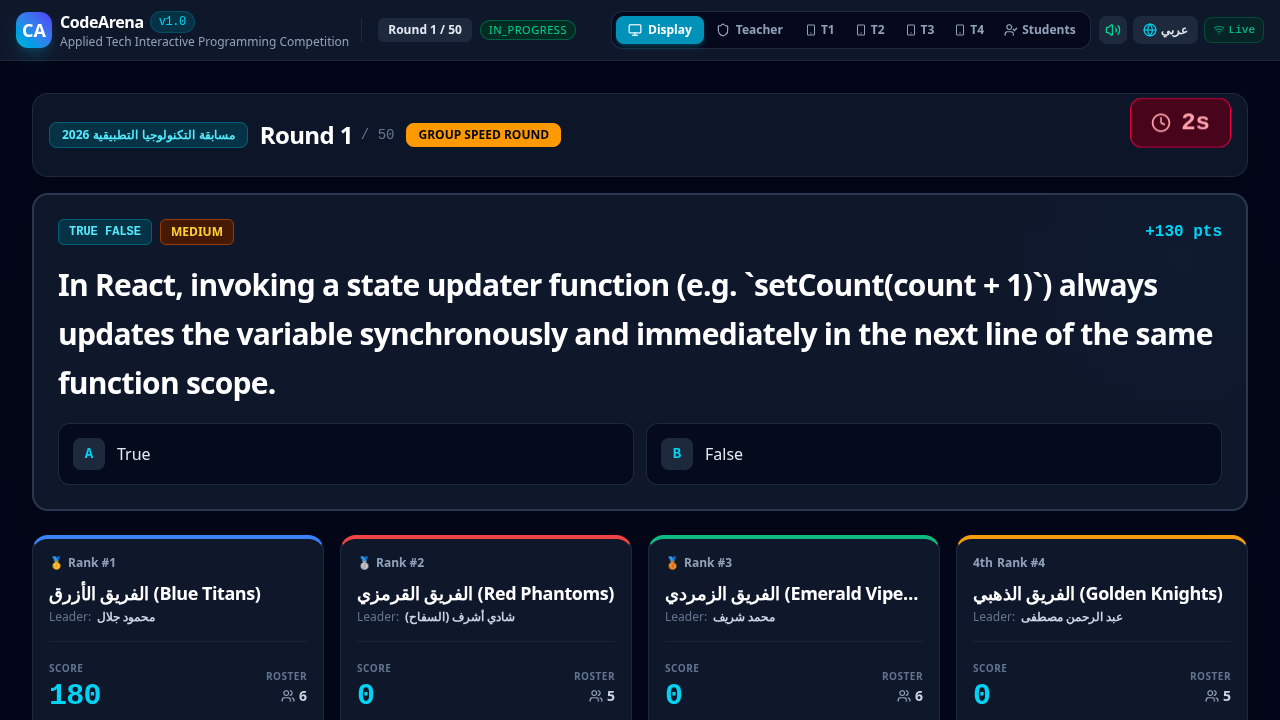 CA
CodeArena v1.0
Applied Tech Interactive Programming Competition
Round 1 / 50
IN_PROGRESS
Display
Teacher
T1
T2
T3
T4
Students
عربي
Live
مسابقة التكنولوجيا التطبيقية 2026
Round 1 / 50
GROUP SPEED ROUND
2s
TRUE FALSE
MEDIUM
+130 pts
In React, invoking a state updater function (e.g. `setCount(count + 1)`) always
updates the variable synchronously and immediately in the next line of the same
function scope.
A True
B False
Rank #1
الفريق الأزرق (Blue Titans)
Leader: محمود جلال
SCORE
180
ROSTER
6
Rank #2
الفريق القرمزي (Red Phantoms)
Leader: شادي أشرف (السفاح)
SCORE
0
ROSTER
5
Rank #3
الفريق الزمردي (Emerald Vipe...
Leader: محمد شريف
SCORE
0
ROSTER
6
4th Rank #4
الفريق الذهبي (Golden Knights)
Leader: عبد الرحمن مصطفى
SCORE
0
ROSTER
5